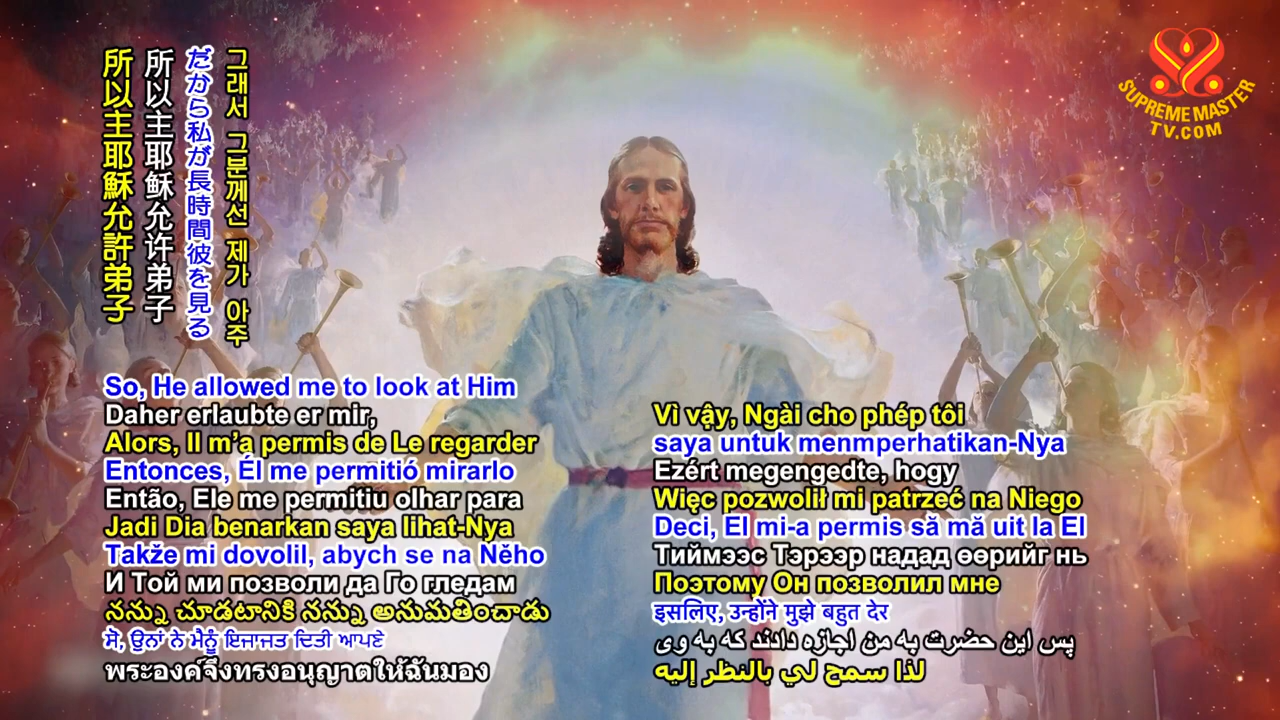 所以主耶穌允許弟子
所以主耶稣允许弟子
だから私が長時間彼を見る
그래서 그분께선 제가 아주
SUPREME MASTER
TV.COM
So, He allowed me to look at Him
Daher erlaubte er mir,
Alors, Il m’a permis de Le regarder
Entonces, Él me permitió mirarlo
Então, Ele me permitiu olhar para
Jadi Dia benarkan saya lihat-Nya
Takže mi dovolil, abych se na Něho
И Той ми позволи да Го гледам
నన్ను చూడటానికి నన్ను అనుమతించాడు
ਸੋ, ਉਨਾਂ ਨੇ ਮੈਨੂੰ ਇਜਾਜਤ ਦਿਤੀ ਆਪਣੇ
พระองค์จึงทรงอนุญาตให้ฉันมอง
Vì vậy, Ngài cho phép tôi
saya untuk menmperhatikan-Nya
Ezért megengedte, hogy
Więc pozwolił mi patrzeć na Niego
Deci, El mi-a permis să mă uit la El
Тиймээс Тэрээр надад өөрийг нь
Поэтому Он позволил мне
इसलिए, उन्होंने मुझे बहुत देर
پس این حضرت به من اجازه دادند که به وی
لذا سمح لي بالنظر إليه